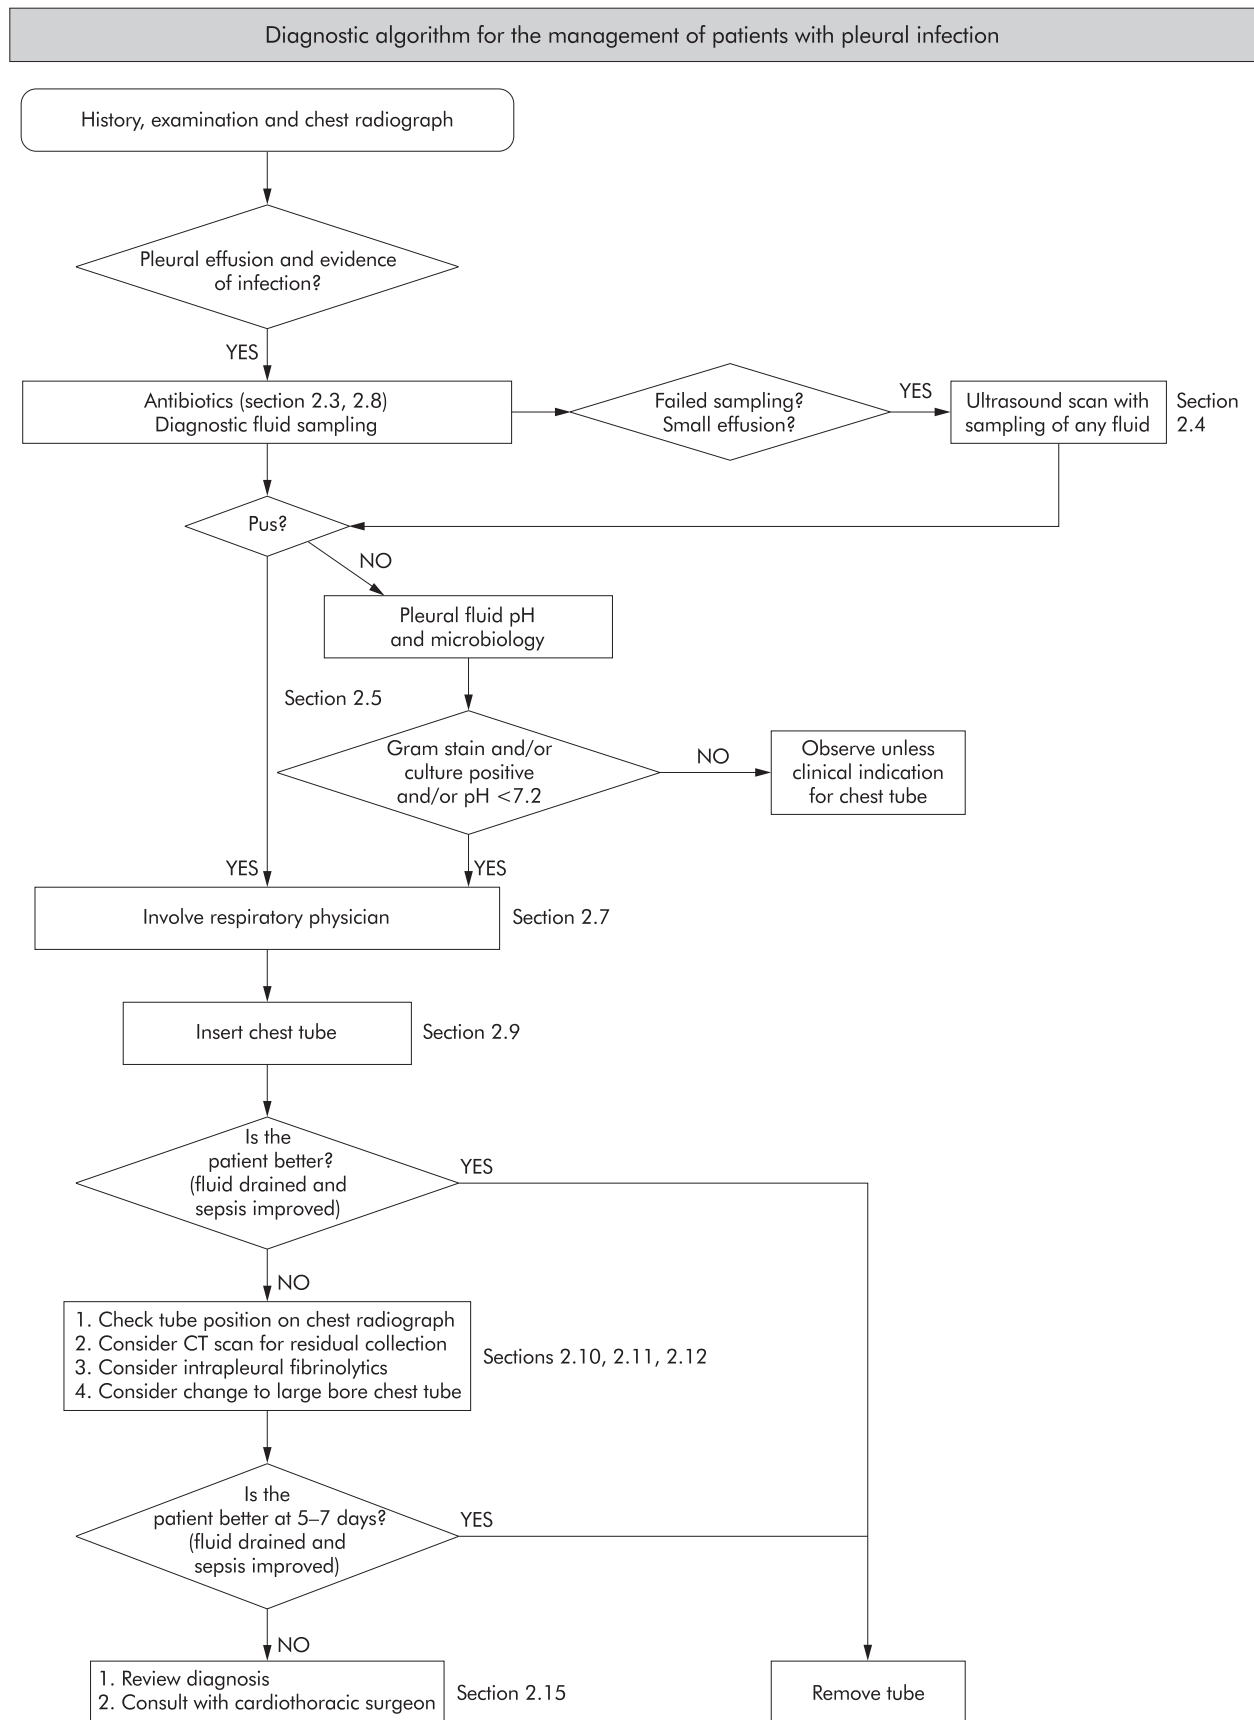 Diagnostic algorithm for the management of patients with pleural infection
History, examination and chest radiograph
Pleural effusion and evidence
of infection?
YES
Antibiotics (section 2.3, 2.8)
Diagnostic fluid sampling
Failed sampling?
Small effusion?
YES
Ultrasound scan with
sampling of any fluid
Section
2.4
Pus?
NO
Pleural fluid pH
and microbiology
Section 2.5
Gram stain and/or
culture positive
and/or pH <7.2
NO
Observe unless
clinical indication
for chest tube
YES
YES
Involve respiratory physician
Section 2.7
Insert chest tube
Section 2.9
Is the
patient better?
(fluid drained and
sepsis improved)
YES
NO
1. Check tube position on chest radiograph
2. Consider CT scan for residual collection
3. Consider intrapleural fibrinolytics
4. Consider change to large bore chest tube
Sections 2.10, 2.11, 2.12
Is the
patient better at 5–7 days?
(fluid drained and
sepsis improved)
YES
NO
1. Review diagnosis
2. Consult with cardiothoracic surgeon
Section 2.15
Remove tube